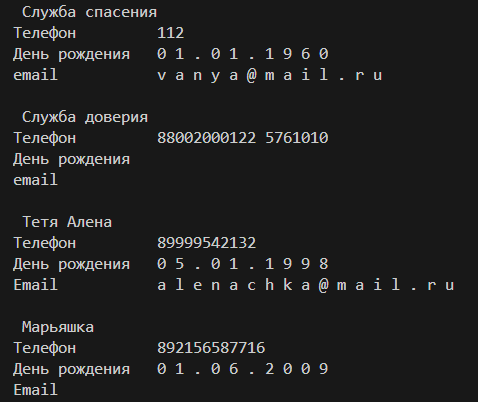 Служба спасения
Телефон 112
День рождения 0 1 . 0 1 . 1 9 6 0
email v a n y a @ m a i l . r u
Служба доверия
Телефон 88002000122 5761010
День рождения
email
Тетя Алена
Телефон 89999542132
День рождения 0 5 . 0 1 . 1 9 9 8
Email a l e n a c h k a @ m a i l . r u
Марьяшка
Телефон 892156587716
День рождения 0 1 . 0 6 . 2 0 0 9
Email